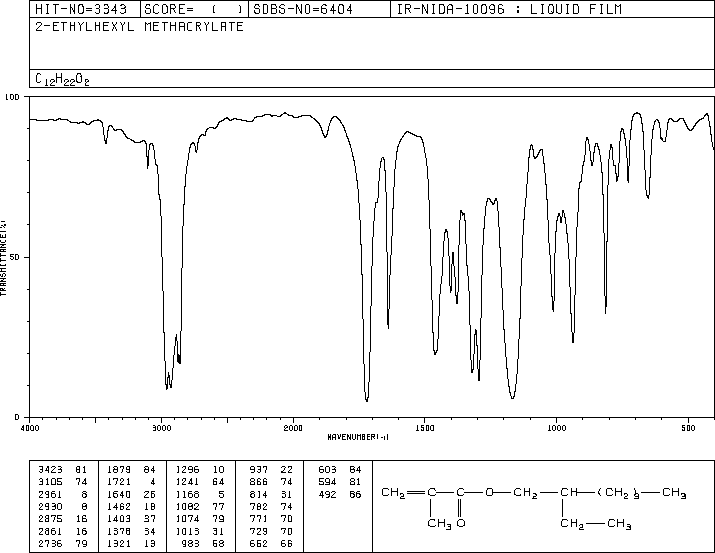 HIT-NO=3343 SCORE= ( ) SDBS-NO=6404 IR-NIDA-10096 : LIQUID FILM
2-ETHYLHEXYL METHACRYLATE
C12H22O2
100
50
0
TRANSMITTANCE(%)
4000 3000 2000 1500 1000 500
WAVENUMBER(-1)
3423 81 1879 84 1296 10 937 22 603 84
3105 74 1721 4 1241 64 866 74 594 81
2961 8 1640 26 1168 5 814 31 492 86
2930 8 1462 18 1082 77 782 74
2875 16 1403 37 1074 79 771 70
2861 16 1378 34 1013 31 729 70
2736 79 1321 13 983 58 652 66
CH2 C C O CH2 CH (CH2)3 CH3
CH3 O CH2 CH3